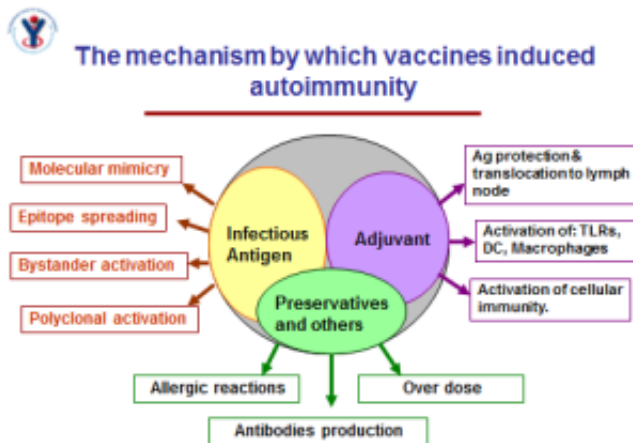 The mechanism by which vaccines induced
autoimmunity
Molecular mimicry
Epitope spreading
Bystander activation
Polyclonal activation
Infectious
Antigen
Adjuvant
Preservatives
and others
Ag protection &
translocation to lymph
node
Activation of: TLRs,
DC, Macrophages
Activation of cellular
immunity.
Allergic reactions
Over dose
Antibodies production